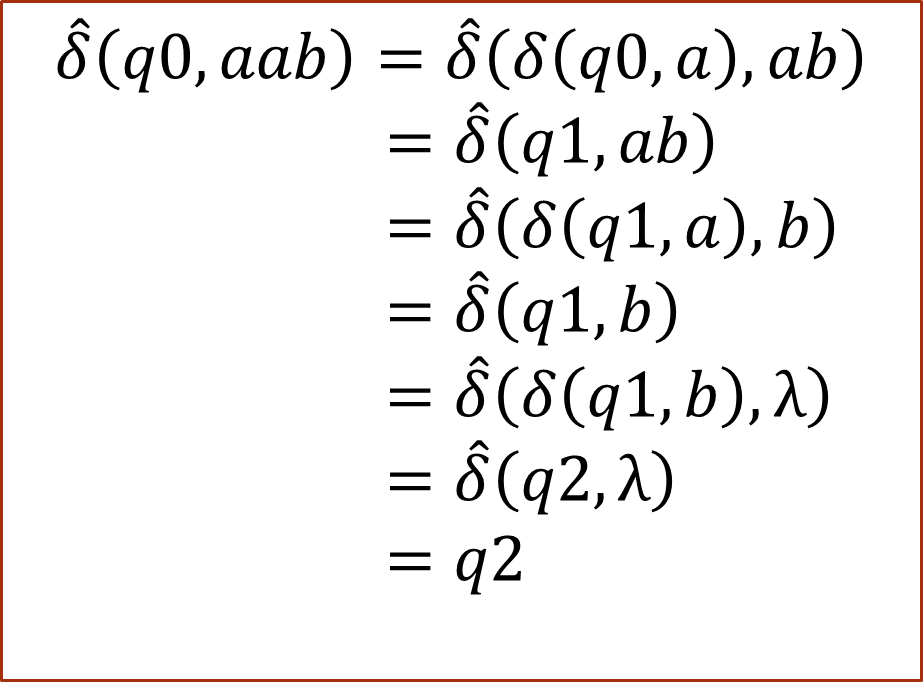 δ̂(q0, aab) = δ̂(δ(q0, a), ab)
= δ̂(q1, ab)
= δ̂(δ(q1, a), b)
= δ̂(q1, b)
= δ̂(δ(q1, b), λ)
= δ̂(q2, λ)
= q2